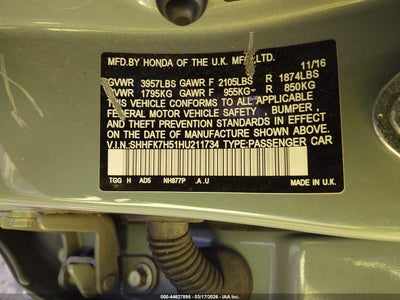 MFD.BY HONDA OF THE U.K. MFG.,LTD. 11/16
GVWR 3957LBS GAWR F 2105LBS R 1874LBS
GVWR 1795KG GAWR F 955KG R 850KG
THIS VEHICLE CONFORMS TO ALL APPLICABLE
FEDERAL MOTOR VEHICLE SAFETY , BUMPER ,
AND THEFT PREVENTION STANDARDS IN EFFECT
ON THE DATE OF MANUFACTURE SHOWN ABOVE.
V.I.N.:SHHFK7H51HU211734 TYPE:PASSENGER CAR
TGG H AD5 NH877P .A .U MADE IN U.K.
000-44627895 03/17/2026 - IAA Inc.